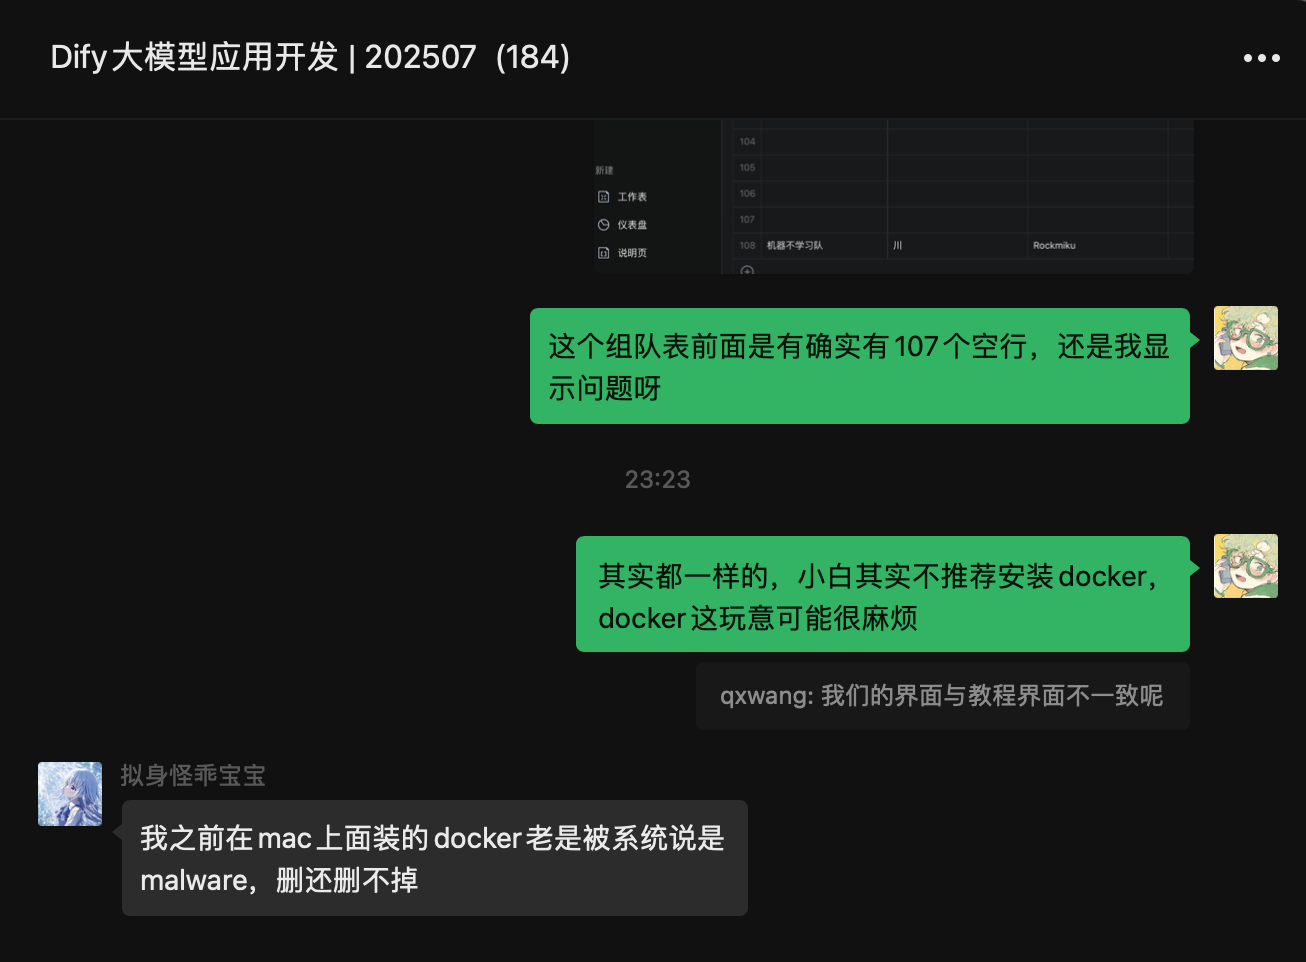 Dify大模型应用开发 | 202507（184）
104
105
新建
工作表
106
107
仪表盘
108 机器不学习队 川 Rockmiku
说明页
这个组队表前面是有确实有107个空行，还是我显
示问题呀
23:23
其实都一样的，小白其实不推荐安装docker，
docker这玩意可能很麻烦
qxwang: 我们的界面与教程界面不一致呢
拟身怪乖宝宝
我之前在mac上面装的docker老是被系统说是
malware，删还删不掉